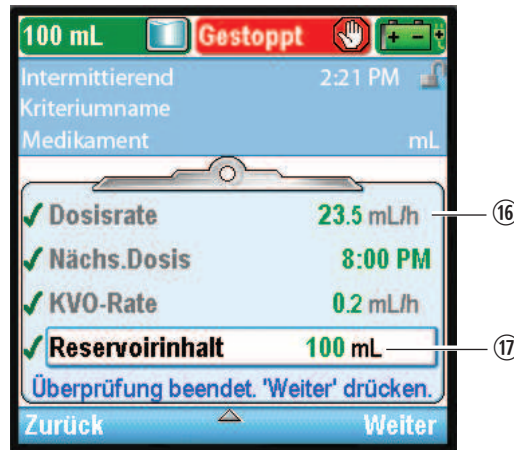 100 mL Gestoppt
Intermittierend 2:21 PM
Kriteriumname
Medikament mL
Dosisrate 23.5 mL/h ⑯
Nächs.Dosis 8:00 PM
KVO-Rate 0.2 mL/h
Reservoirinhalt 100 mL ⑰
Überprüfung beendet. 'Weiter' drücken.
Zurück Weiter